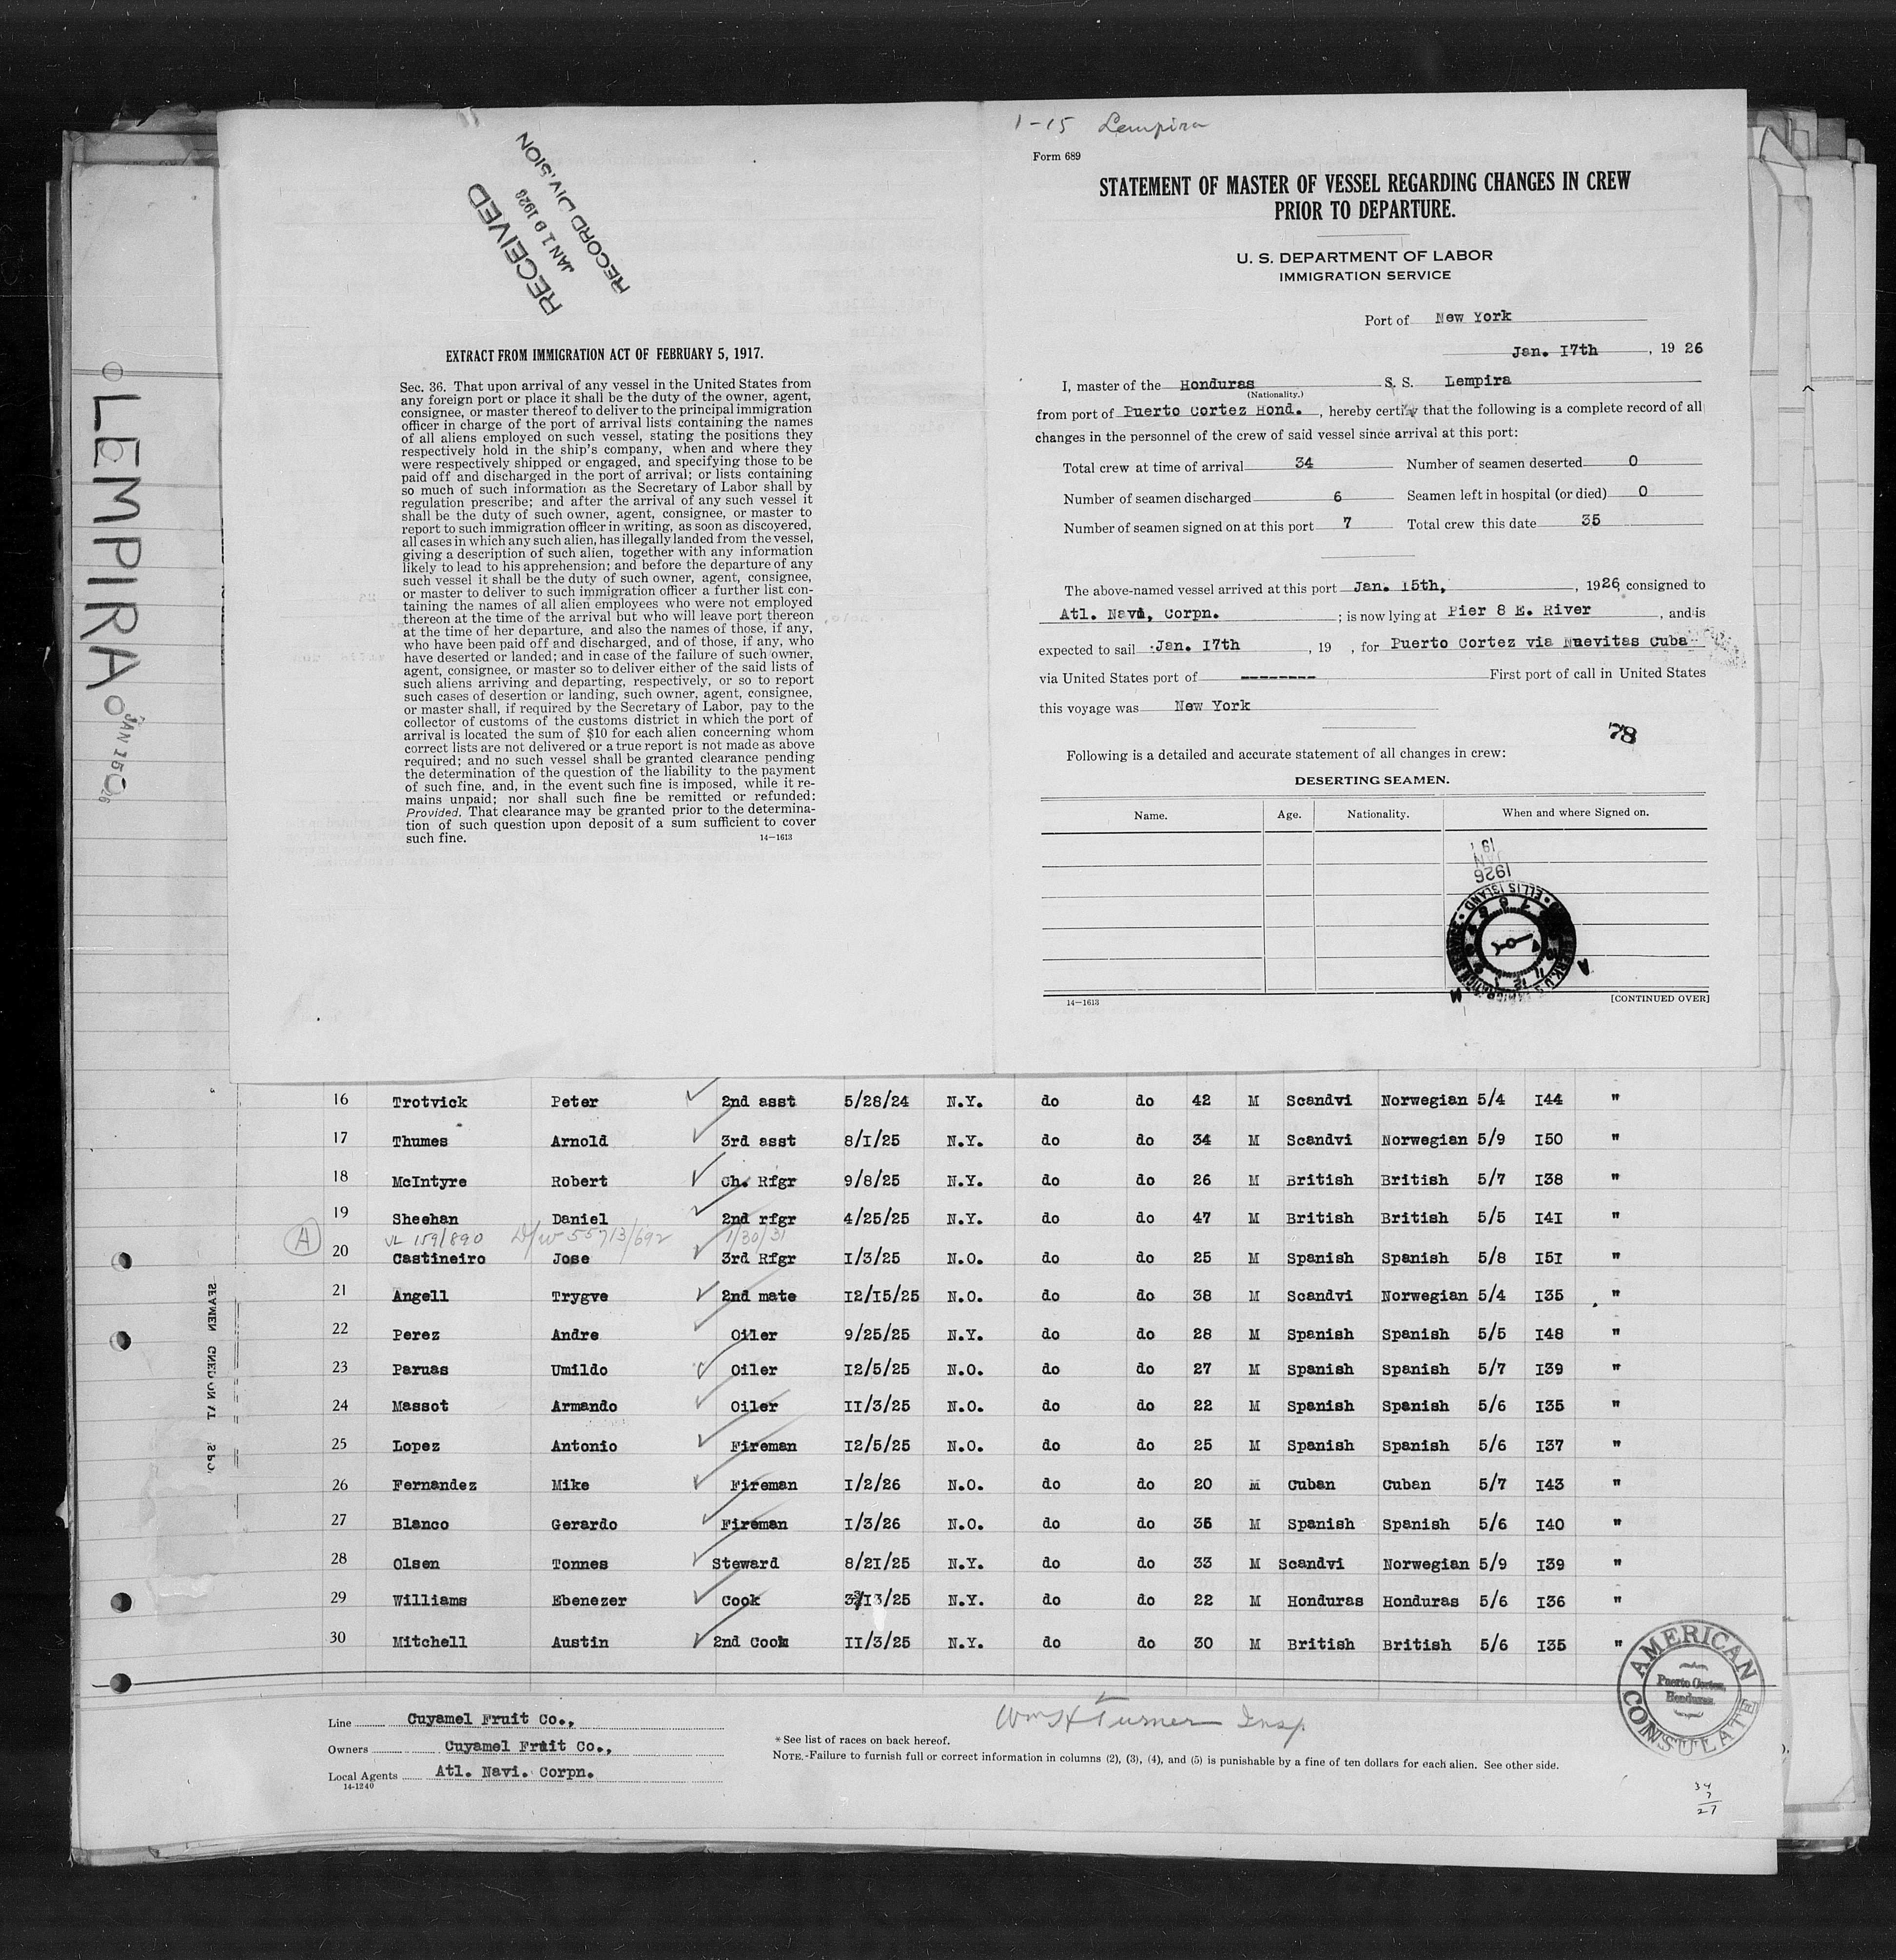 LEMPIRA
JAN 15
RECEIVED
JAN 19 1926
RECORD DIVISION
EXTRACT FROM IMMIGRATION ACT OF FEBRUARY 5, 1917.
Sec. 36. That upon arrival of any vessel in the United States from
any foreign port or place it shall be the duty of the owner, agent,
consignee, or master thereof to deliver to the principal immigration
officer in charge of the port of arrival lists containing the names
of all aliens employed on such vessel, stating the positions they
respectively hold in the ship's company, when and where they
were respectively shipped or engaged, and specifying those to be
paid off and discharged in the port of arrival; or lists containing
so much of such information as the Secretary of Labor shall by
regulation prescribe; and after the arrival of any such vessel it
shall be the duty of such owner, agent, consignee, or master to
report to such immigration officer in writing, as soon as discovered,
all cases in which any such alien, has illegally landed from the vessel,
giving a description of such alien, together with any information
likely to lead to his apprehension; and before the departure of any
such vessel it shall be the duty of such owner, agent, consignee,
or master to deliver to such immigration officer a further list con-
taining the names of all alien employees who were not employed
thereon at the time of the arrival but who will leave port thereon
at the time of her departure, and also the names of those, if any,
who have been paid off and discharged, and of those, if any, who
have deserted or landed; and in case of the failure of such owner,
agent, consignee, or master so to deliver either of the said lists of
such aliens arriving and departing, respectively, or so to report
such cases of desertion or landing, such owner, agent, consignee,
or master shall, if required by the Secretary of Labor, pay to the
collector of customs of the customs district in which the port of
arrival is located the sum of $10 for each alien concerning whom
correct lists are not delivered or a true report is not made as above
required; and no such vessel shall be granted clearance pending
the determination of the question of the liability to the payment
of such fine, and, in the event such fine is imposed, while it re-
mains unpaid; nor shall such fine be remitted or refunded:
Provided, That clearance may be granted prior to the determina-
tion of such question upon deposit of a sum sufficient to cover
such fine. 14—1613
1-15 Lempira
Form 689
STATEMENT OF MASTER OF VESSEL REGARDING CHANGES IN CREW
PRIOR TO DEPARTURE.
U. S. DEPARTMENT OF LABOR
IMMIGRATION SERVICE
Port of New York
Jan. I7th, 19 26
I, master of the Honduras S. S. Lempira
(Nationality.)
from port of Puerto Cortez Hond., hereby certify that the following is a complete record of all
changes in the personnel of the crew of said vessel since arrival at this port:
Total crew at time of arrival 34 Number of seamen deserted 0
Number of seamen discharged 6 Seamen left in hospital (or died) 0
Number of seamen signed on at this port 7 Total crew this date 35
The above-named vessel arrived at this port Jan. I5th, , 1926, consigned to
Atl. Navi, Corpn. ; is now lying at Pier 8 E. River , and is
expected to sail Jan. I7th , 19 , for Puerto Cortez via Nuevitas Cuba
via United States port of -------- First port of call in United States
this voyage was New York
78
Following is a detailed and accurate statement of all changes in crew:
DESERTING SEAMEN.
Name. Age. Nationality. When and where Signed on.
JAN
1926
ELLIS ISLAND
14—1613 [CONTINUED OVER]
16 Trotvick Peter 2nd asst 5/28/24 N.Y. do do 42 M Scandvi Norwegian 5/4 I44 "
17 Thumes Arnold 3rd asst 8/I/25 N.Y. do do 34 M Scandvi Norwegian 5/9 I50 "
18 McIntyre Robert Ch. Rfgr 9/8/25 N.Y. do do 26 M British British 5/7 I38 "
19 Sheehan Daniel 2nd rfgr 4/25/25 N.Y. do do 47 M British British 5/5 I4I "
A VL 159/890 55713/692 1/30/31
20 Castineiro Jose 3rd Rfgr I/3/25 N.O. do do 25 M Spanish Spanish 5/8 I5I "
21 Angell Trygve 2nd mate I2/I5/25 N.O. do do 38 M Scandvi Norwegian 5/4 I35 "
22 Perez Andre Oiler 9/25/25 N.Y. do do 28 M Spanish Spanish 5/5 I48 "
23 Paruas Umildo Oiler I2/5/25 N.O. do do 27 M Spanish Spanish 5/7 I39 "
24 Massot Armando Oiler II/3/25 N.O. do do 22 M Spanish Spanish 5/6 I35 "
25 Lopez Antonio Fireman I2/5/25 N.O. do do 25 M Spanish Spanish 5/6 I37 "
26 Fernandez Mike Fireman I/2/26 N.O. do do 20 M Cuban Cuban 5/7 I43 "
27 Blanco Gerardo Fireman I/3/26 N.O. do do 36 M Spanish Spanish 5/6 I40 "
28 Olsen Tonnes Steward 8/2I/25 N.Y. do do 33 M Scandvi Norwegian 5/9 I39 "
29 Williams Ebenezer Cook 3/I3/25 N.Y. do do 22 M Honduras Honduras 5/6 I36 "
30 Mitchell Austin 2nd Cook II/3/25 N.Y. do do 30 M British British 5/6 I35 "
AMERICAN CONSULATE
Puerto Cortes,
Honduras.
Line Cuyamel Fruit Co.,
Owners Cuyamel Fruit Co.,
Local Agents Atl. Navi. Corpn.
14-1240
Wm H Turner Insp
* See list of races on back hereof.
NOTE.-Failure to furnish full or correct information in columns (2), (3), (4), and (5) is punishable by a fine of ten dollars for each alien. See other side.
34
7
27